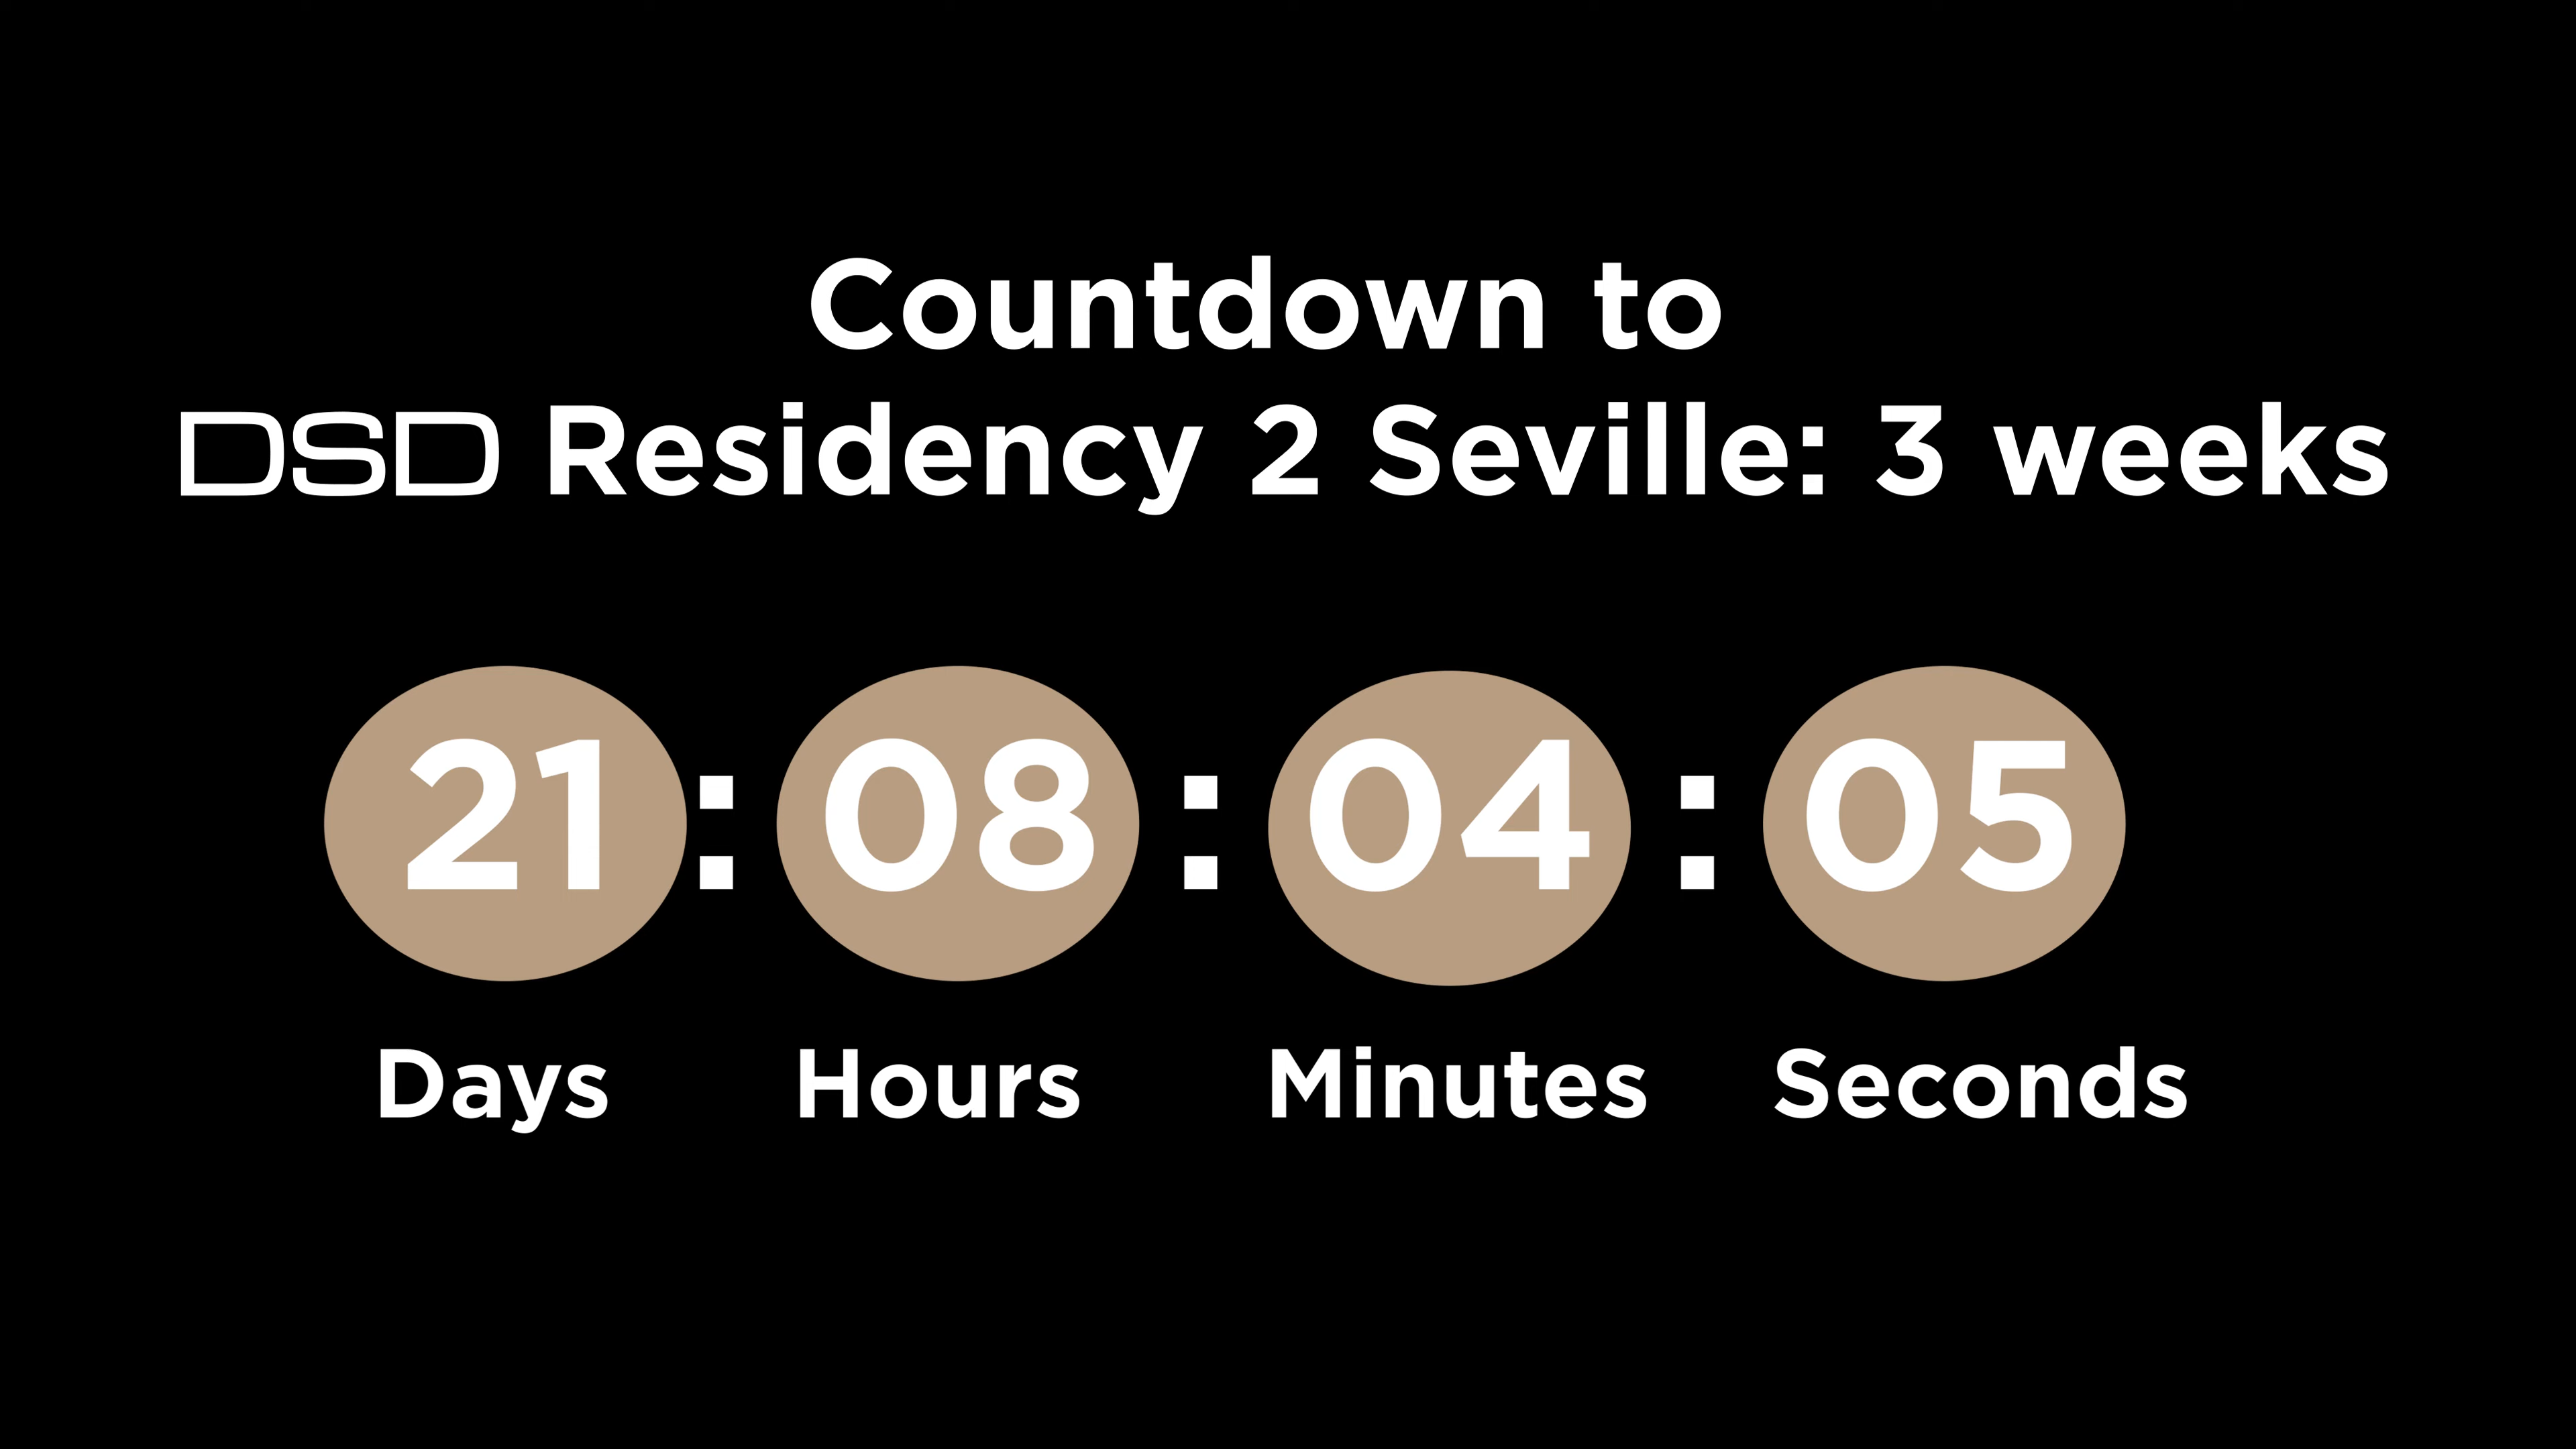 Countdown to
DSD Residency 2 Seville: 3 weeks
21 : 08 : 04 : 05
Days Hours Minutes Seconds